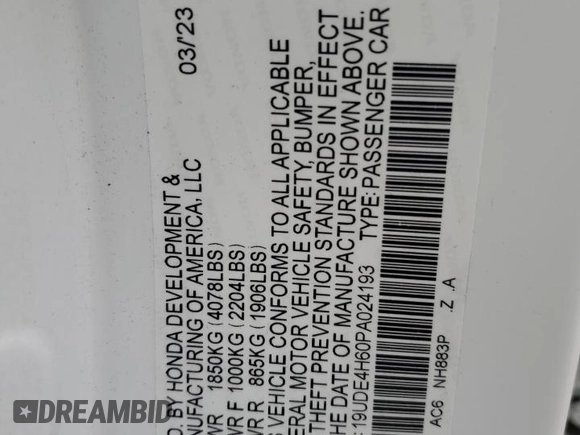 D. BY HONDA DEVELOPMENT & 03/'23
NUFACTURING OF AMERICA, LLC
WR 1850KG (4078LBS)
WR F 1000KG (2204LBS)
WR R 865KG (1906LBS)
S VEHICLE CONFORMS TO ALL APPLICABLE
ERAL MOTOR VEHICLE SAFETY, BUMPER,
THEFT PREVENTION STANDARDS IN EFFECT
THE DATE OF MANUFACTURE SHOWN ABOVE.
: 19UDE4H60PA024193 TYPE: PASSENGER CAR
AC6 NH883P .Z .A
DREAMBID